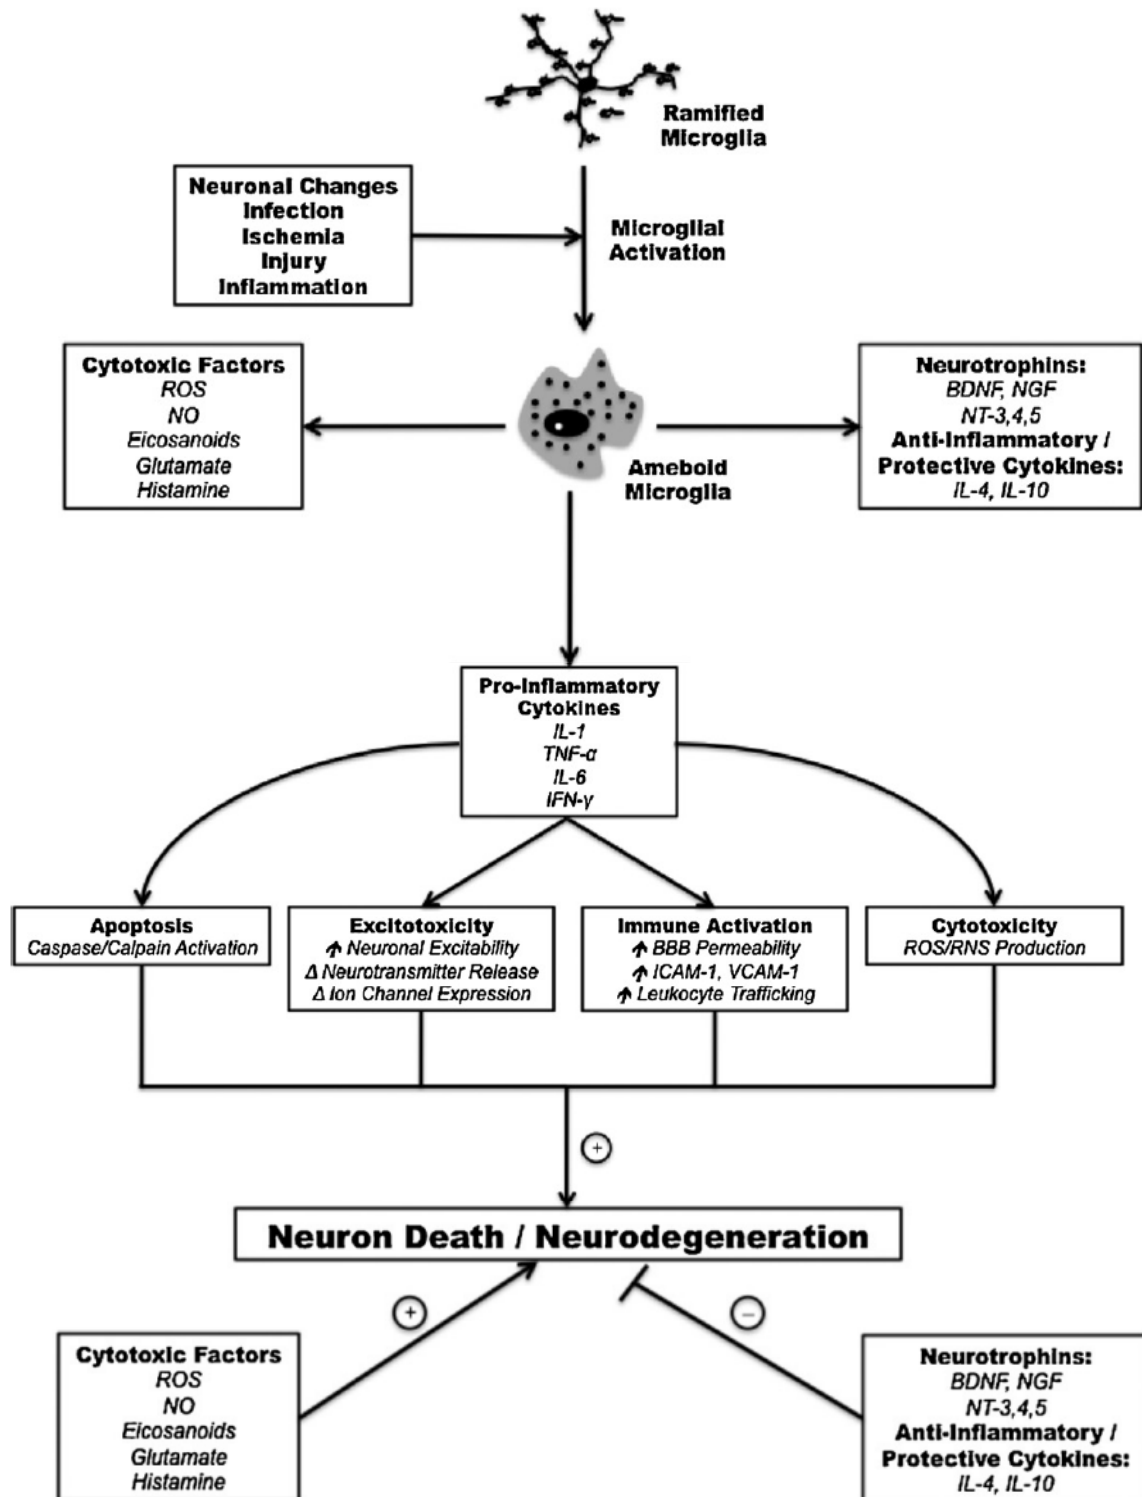 Ramified
Microglia
Neuronal Changes
Infection
Ischemia
Injury
Inflammation
Microglial
Activation
Cytotoxic Factors
ROS
NO
Eicosanoids
Glutamate
Histamine
Ameboid
Microglia
Neurotrophins:
BDNF, NGF
NT-3,4,5
Anti-Inflammatory /
Protective Cytokines:
IL-4, IL-10
Pro-Inflammatory
Cytokines
IL-1
TNF-α
IL-6
IFN-γ
Apoptosis
Caspase/Calpain Activation
Excitotoxicity
↑ Neuronal Excitability
Δ Neurotransmitter Release
Δ Ion Channel Expression
Immune Activation
↑ BBB Permeability
↑ ICAM-1, VCAM-1
↑ Leukocyte Trafficking
Cytotoxicity
ROS/RNS Production
+
Neuron Death / Neurodegeneration
+
−
Cytotoxic Factors
ROS
NO
Eicosanoids
Glutamate
Histamine
Neurotrophins:
BDNF, NGF
NT-3,4,5
Anti-Inflammatory /
Protective Cytokines:
IL-4, IL-10